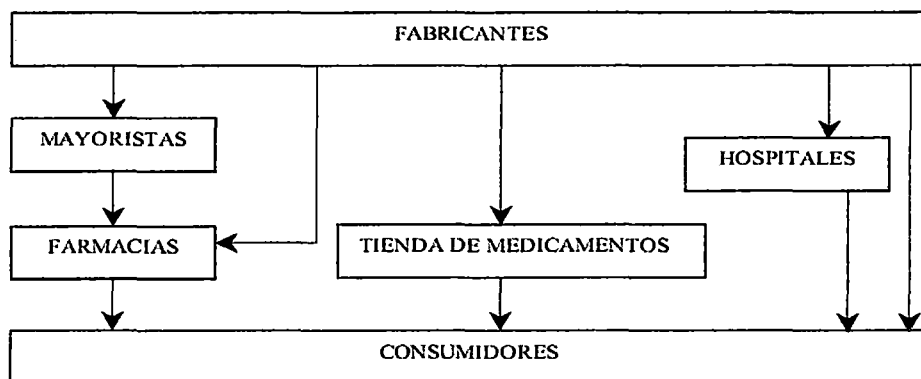 FABRICANTES
MAYORISTAS
HOSPITALES
FARMACIAS
TIENDA DE MEDICAMENTOS
CONSUMIDORES